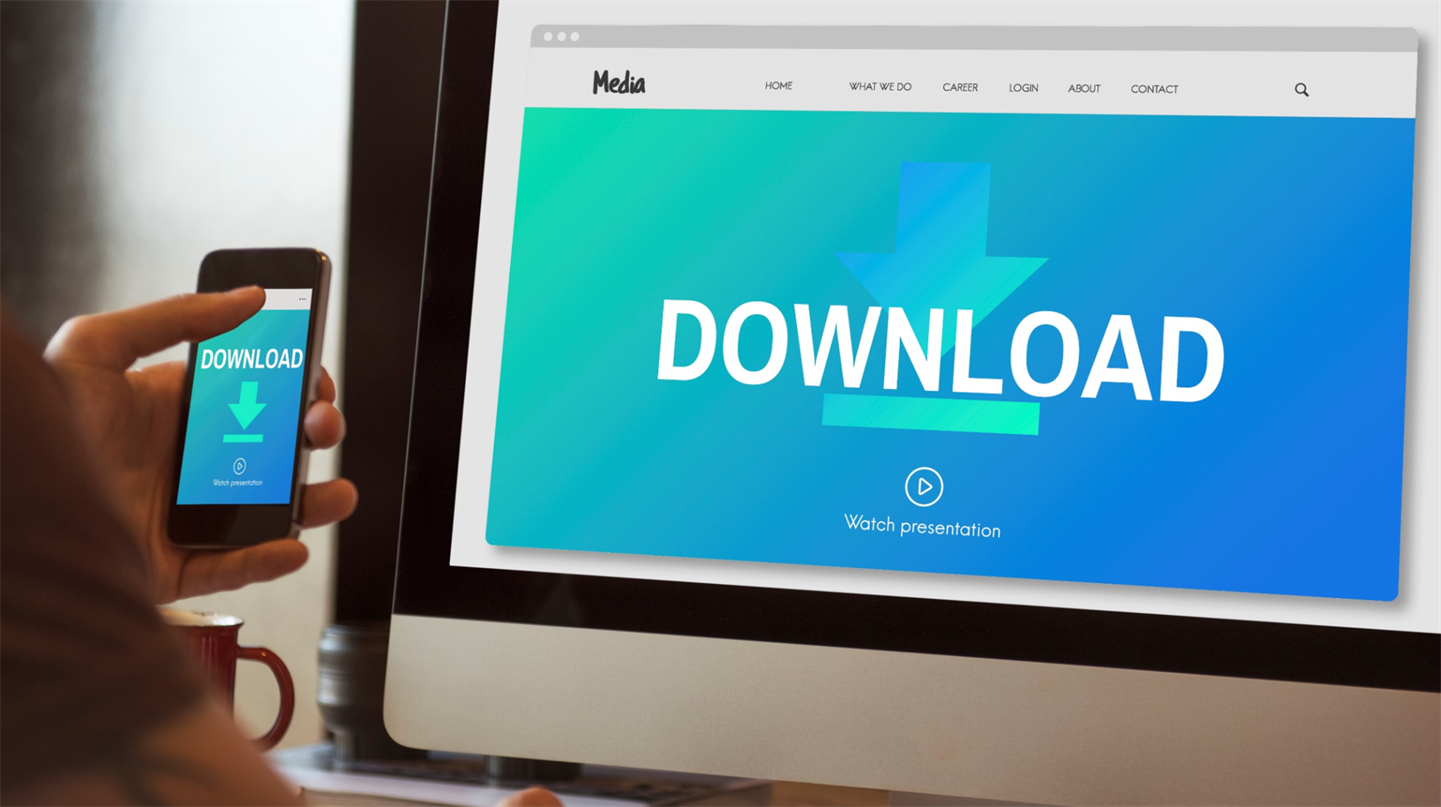 Media
HOME WHAT WE DO CAREER LOGIN ABOUT CONTACT
DOWNLOAD
Watch presentation
DOWNLOAD
Watch presentation